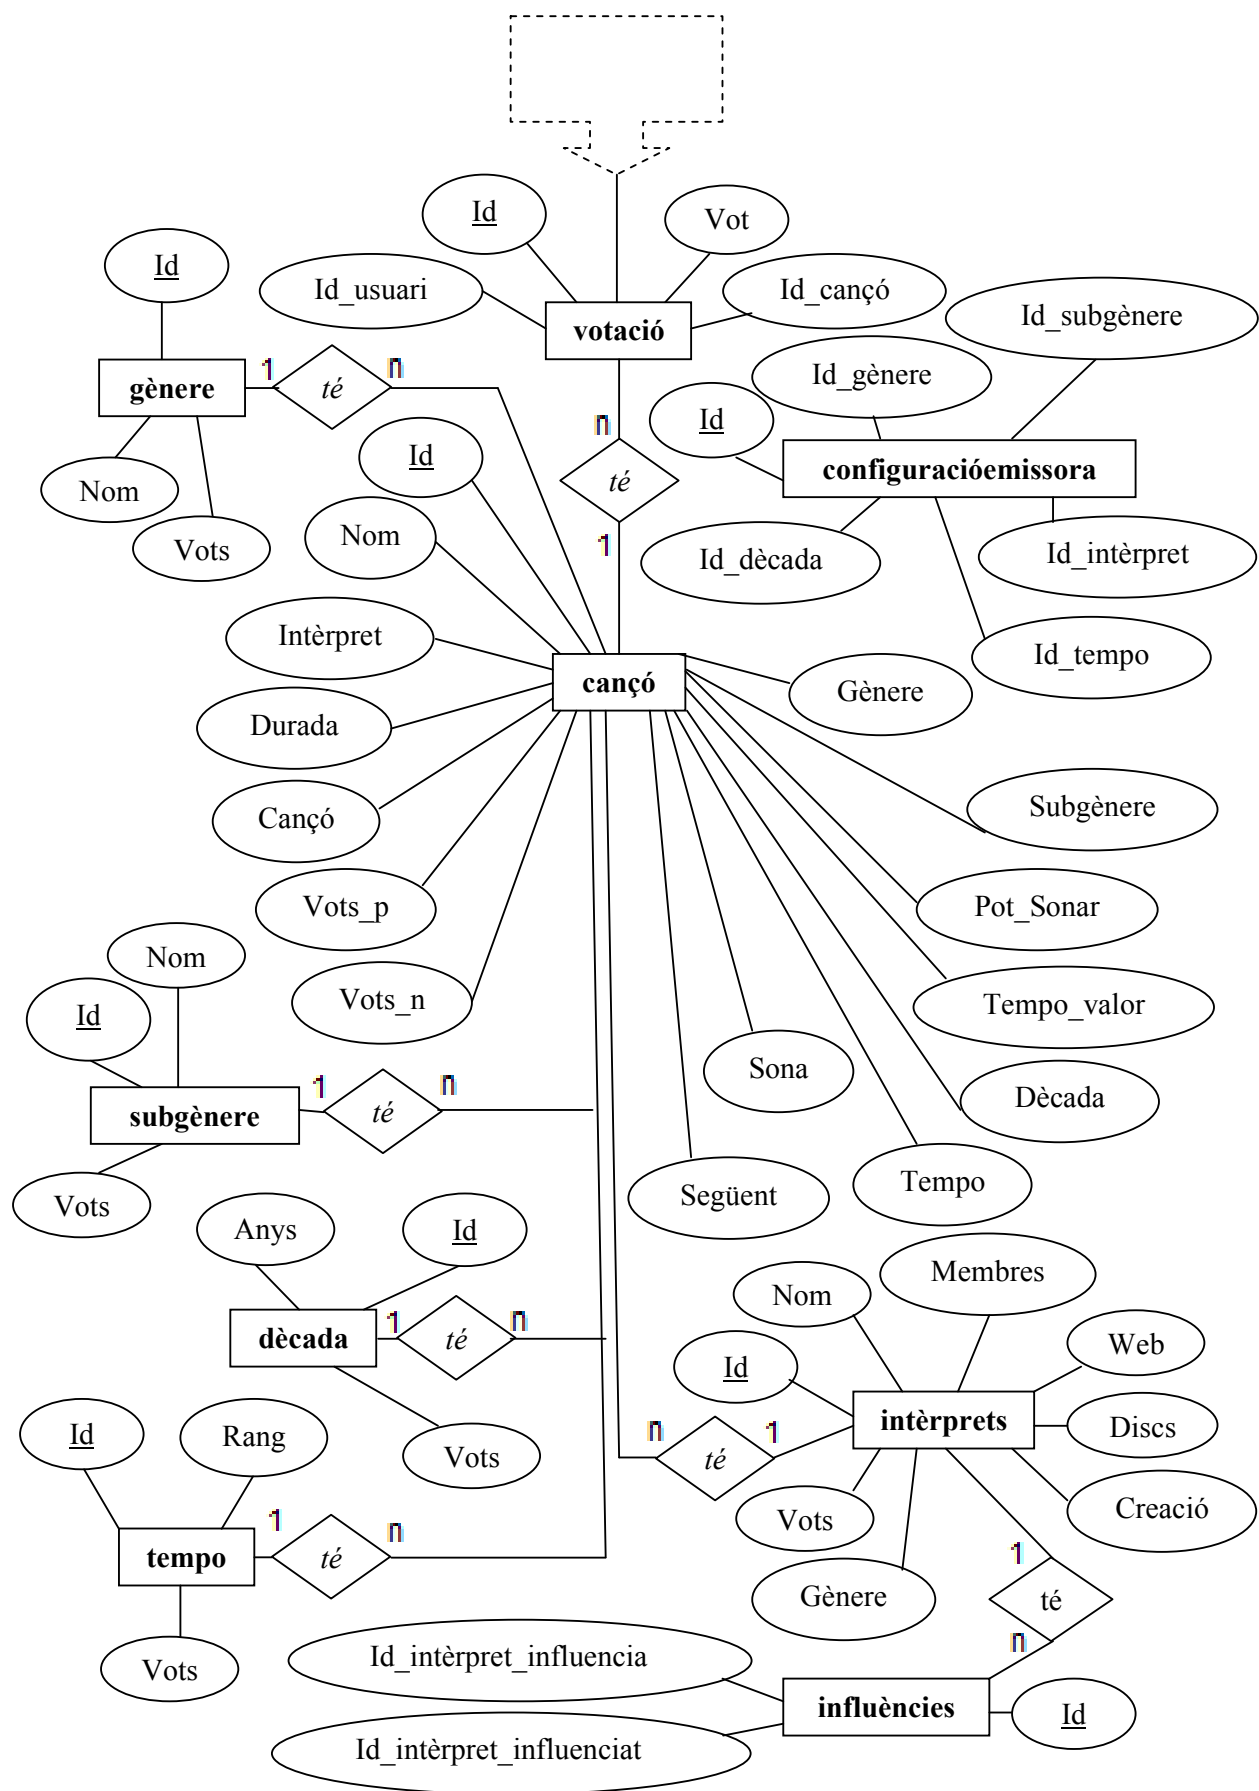 Id
Vot
Id
Id_usuari
Id_cançó
Id_subgènere
votació
1
té
n
gènere
Id_gènere
Id
n
Id
configuracióemissora
Nom
té
Nom
Vots
1
Id_dècada
Id_intèrpret
Intèrpret
Id_tempo
cançó
Gènere
Durada
Cançó
Subgènere
Vots_p
Pot_Sonar
Nom
Vots_n
Tempo_valor
Id
Sona
Dècada
1
n
subgènere
té
Tempo
Vots
Següent
Anys
Id
Membres
Nom
1
n
dècada
té
Web
Id
intèrprets
Discs
Id
Rang
n
1
Vots
té
Vots
Creació
1
n
tempo
té
1
Gènere
té
n
Vots
Id_intèrpret_influencia
influències
Id
Id_intèrpret_influenciat